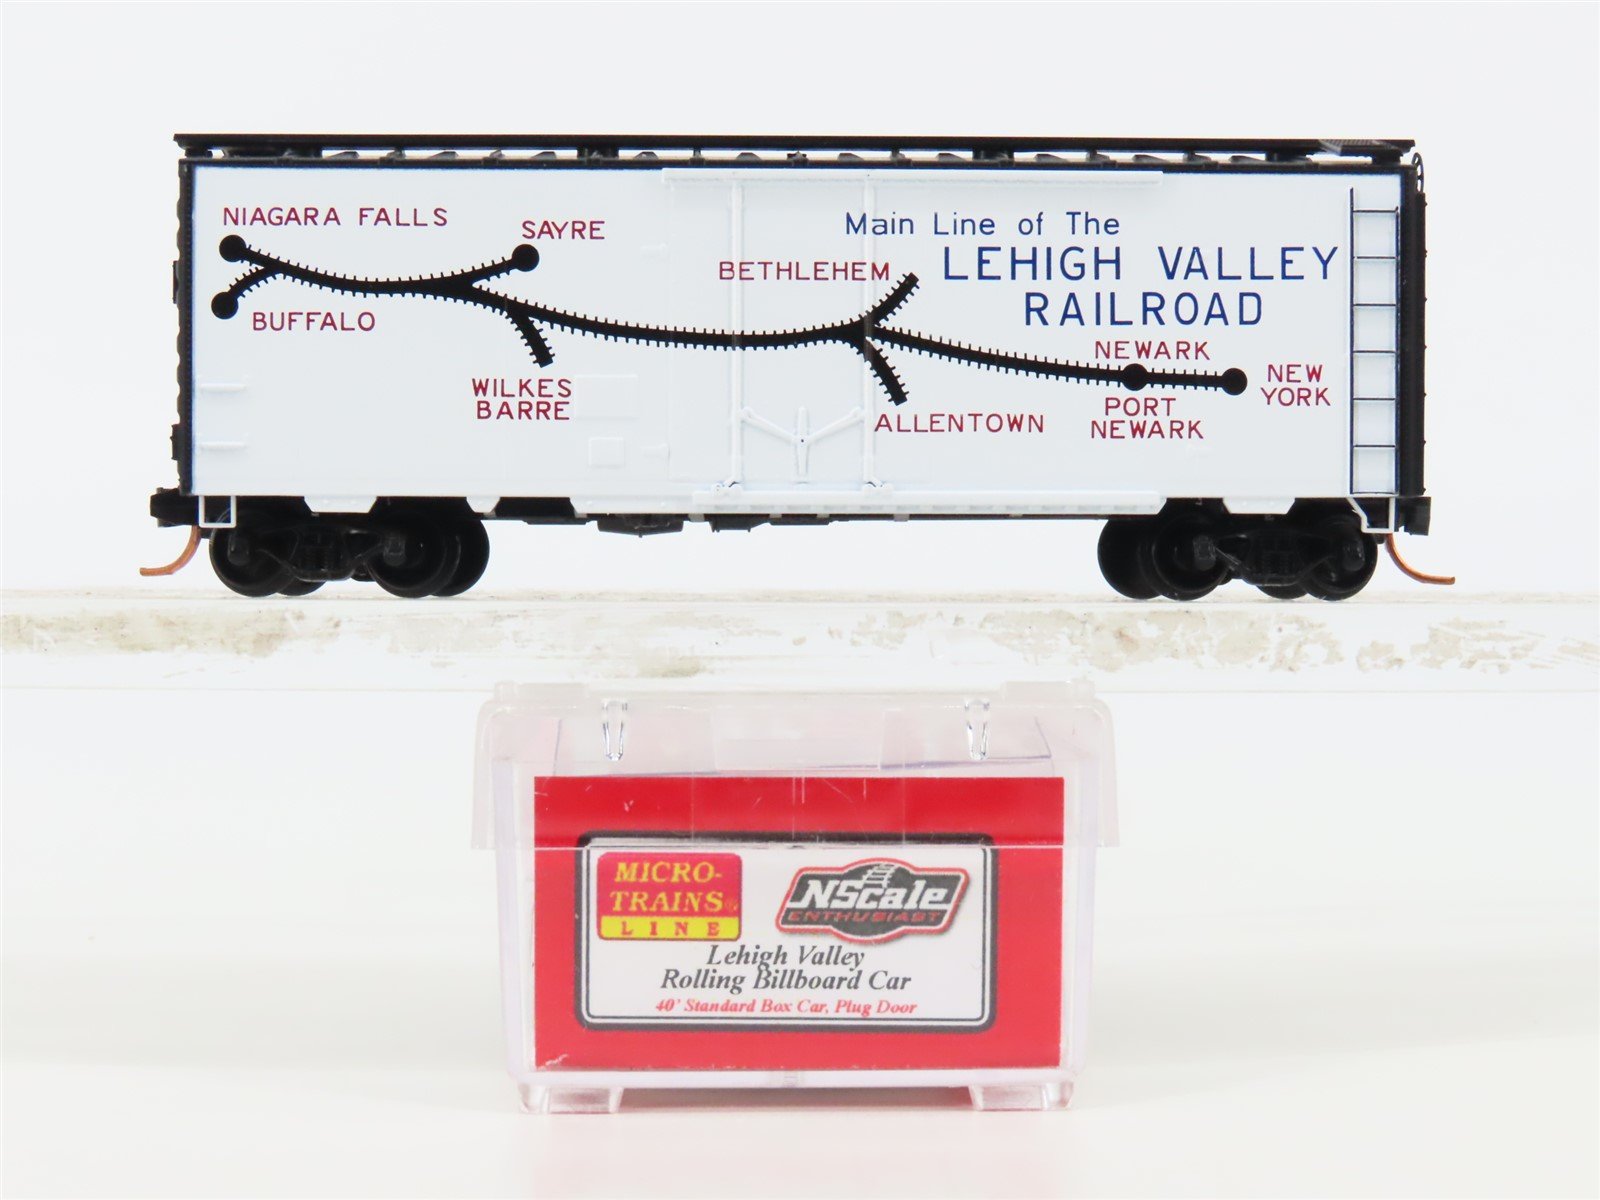 NIAGARA FALLS
SAYRE
BUFFALO
WILKES
BARRE
BETHLEHEM
ALLENTOWN
Main Line of The
LEHIGH VALLEY
RAILROAD
NEWARK
PORT
NEWARK
NEW
YORK
MICRO-
TRAINS®
LINE
NScale
ENTHUSIAST
Lehigh Valley
Rolling Billboard Car
40' Standard Box Car, Plug Door